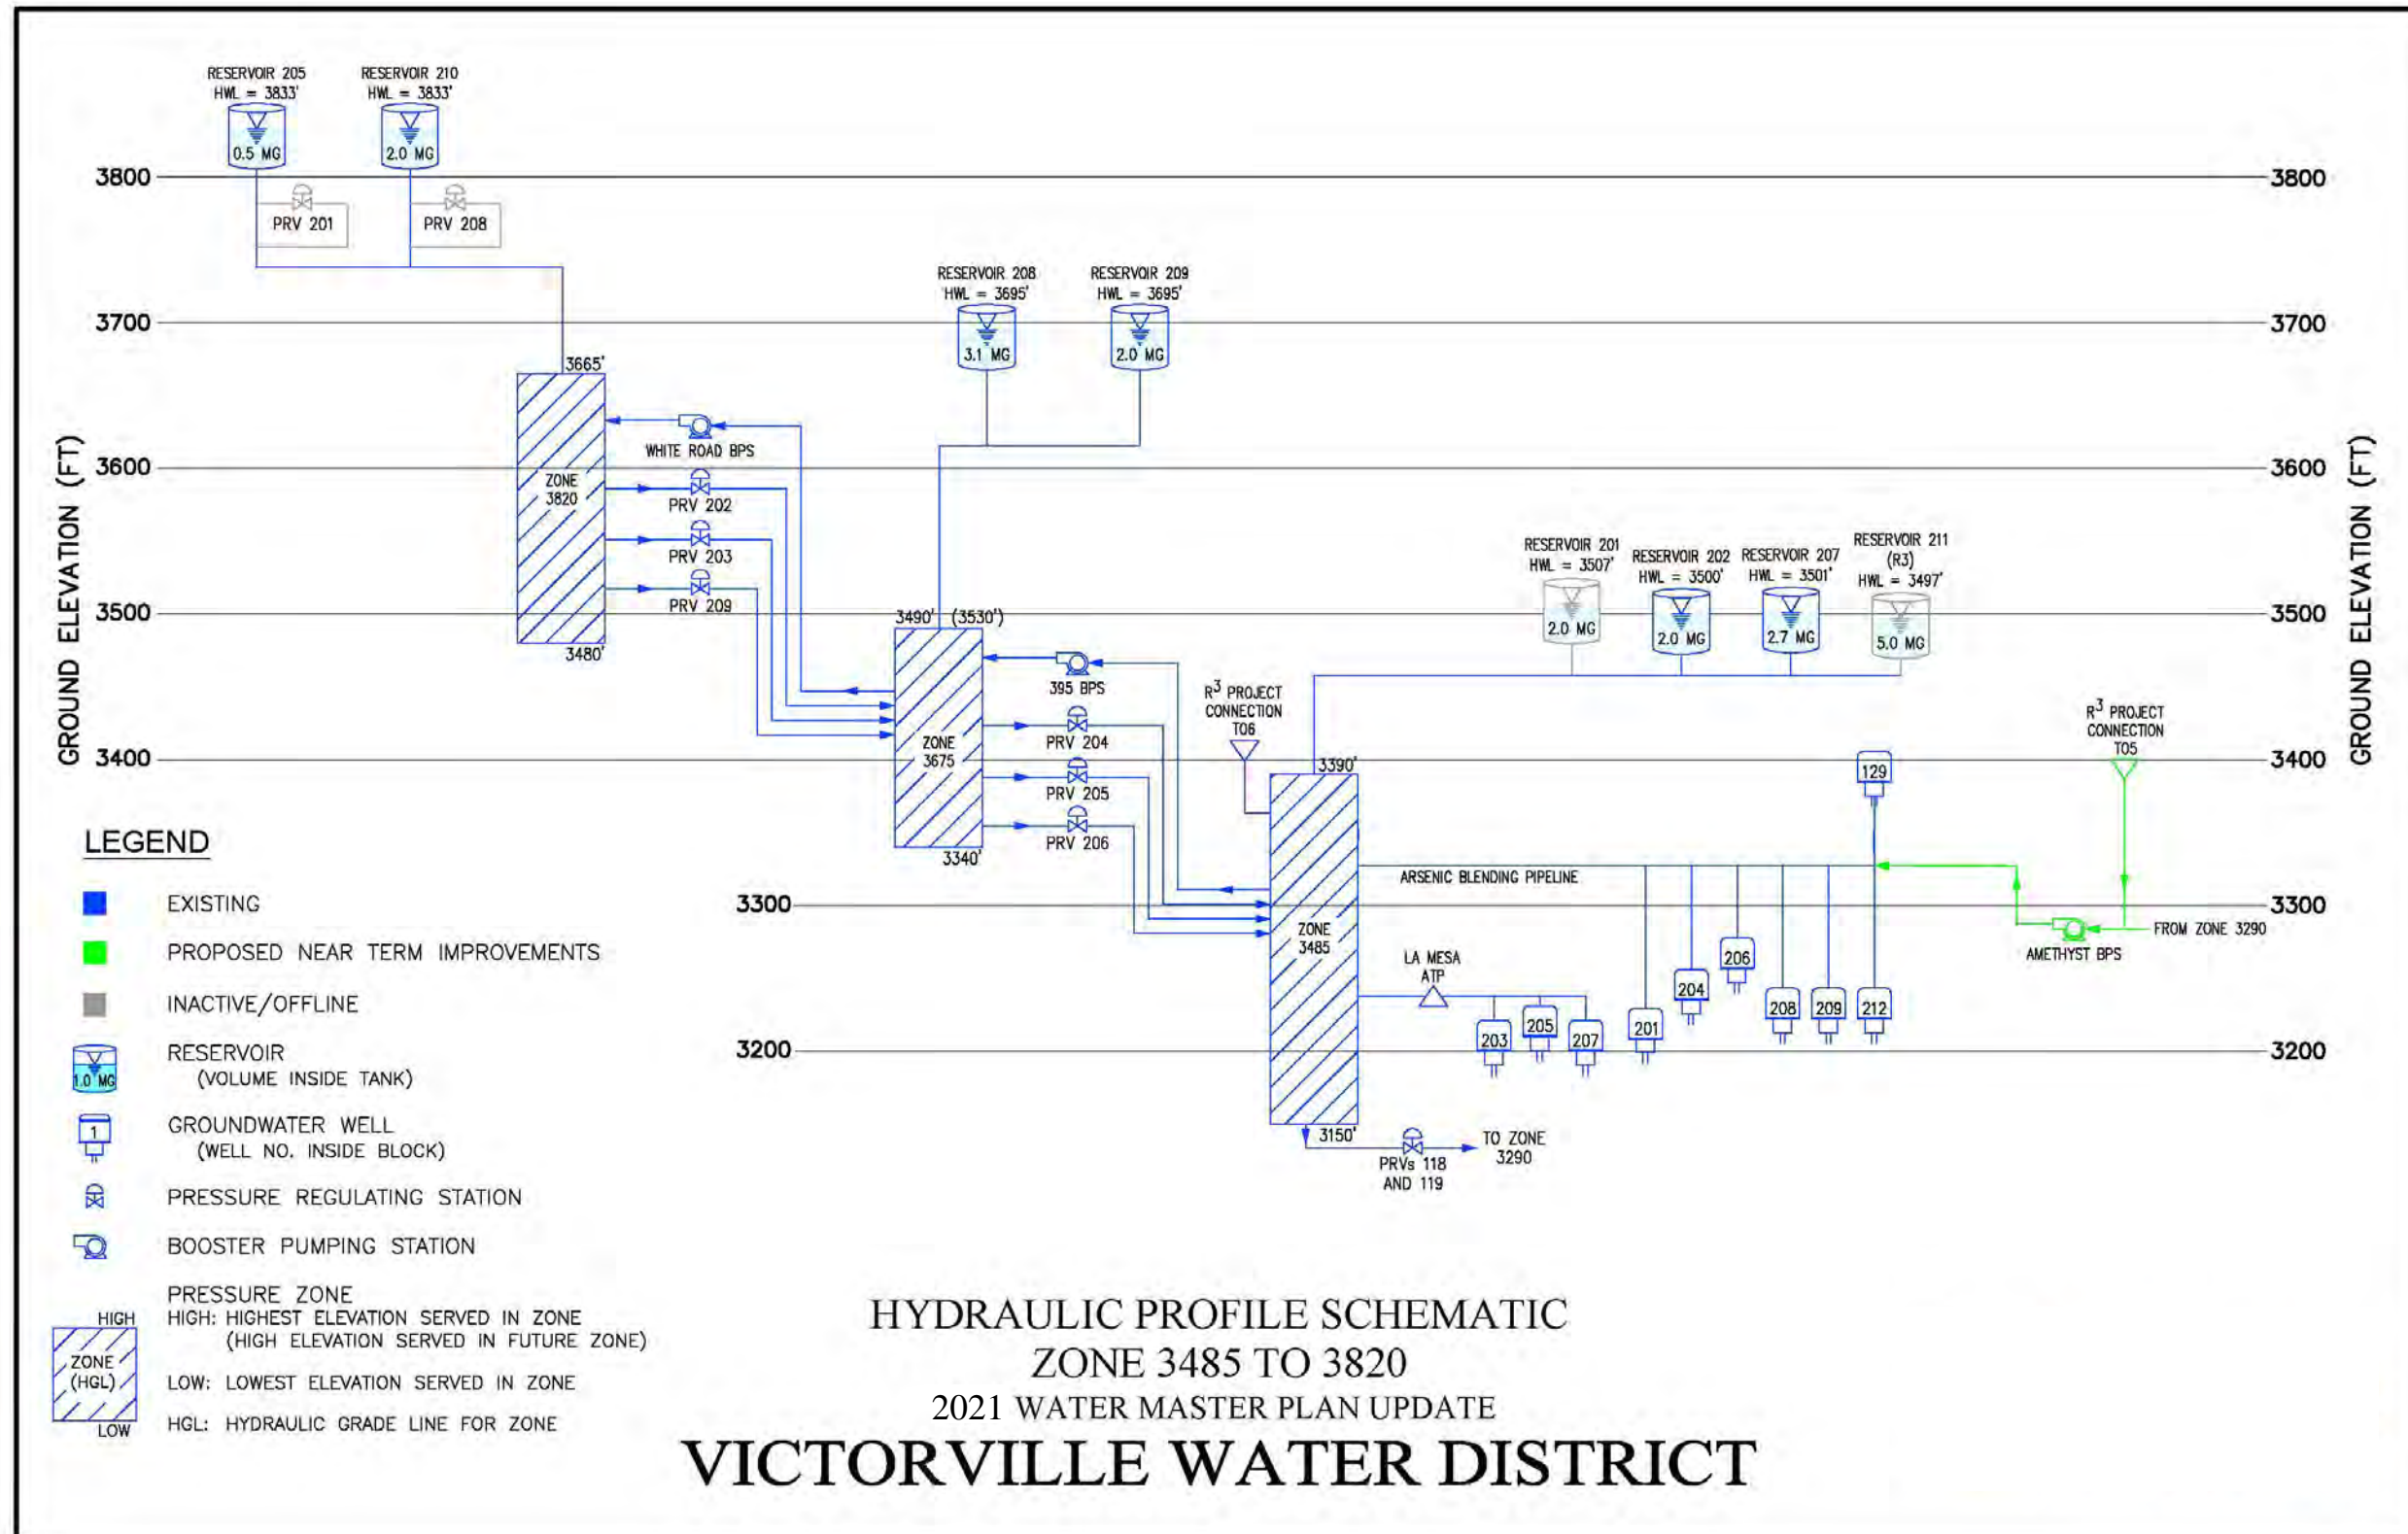 RESERVOIR 205
HWL = 3833'
0.5 MG
RESERVOIR 210
HWL = 3833'
2.0 MG
3800
3800
PRV 201
PRV 208
RESERVOIR 208
HWL = 3695'
3.1 MG
RESERVOIR 209
HWL = 3695'
2.0 MG
3700
3700
3665'
ZONE
3820
3480'
WHITE ROAD BPS
PRV 202
PRV 203
PRV 209
3600
3600
GROUND ELEVATION (FT)
GROUND ELEVATION (FT)
RESERVOIR 201
HWL = 3507'
2.0 MG
RESERVOIR 202
HWL = 3500'
2.0 MG
RESERVOIR 207
HWL = 3501'
2.7 MG
RESERVOIR 211
(R3)
HWL = 3497'
5.0 MG
3500
3500
3490' (3530')
ZONE
3675
3340'
395 BPS
PRV 204
PRV 205
PRV 206
R3 PROJECT
CONNECTION
T06
R3 PROJECT
CONNECTION
T05
3400
3400
3390'
ZONE
3485
3150'
129
ARSENIC BLENDING PIPELINE
3300
3300
FROM ZONE 3290
AMETHYST BPS
LA MESA
ATP
203
205
207
201
204
206
208
209
212
3200
3200
PRVs 118
AND 119
TO ZONE
3290
LEGEND
EXISTING
PROPOSED NEAR TERM IMPROVEMENTS
INACTIVE/OFFLINE
1.0 MG
RESERVOIR
(VOLUME INSIDE TANK)
1
GROUNDWATER WELL
(WELL NO. INSIDE BLOCK)
PRESSURE REGULATING STATION
BOOSTER PUMPING STATION
PRESSURE ZONE
HIGH
HIGH: HIGHEST ELEVATION SERVED IN ZONE
(HIGH ELEVATION SERVED IN FUTURE ZONE)
ZONE
(HGL)
LOW: LOWEST ELEVATION SERVED IN ZONE
LOW
HGL: HYDRAULIC GRADE LINE FOR ZONE
HYDRAULIC PROFILE SCHEMATIC
ZONE 3485 TO 3820
2021 WATER MASTER PLAN UPDATE
VICTORVILLE WATER DISTRICT